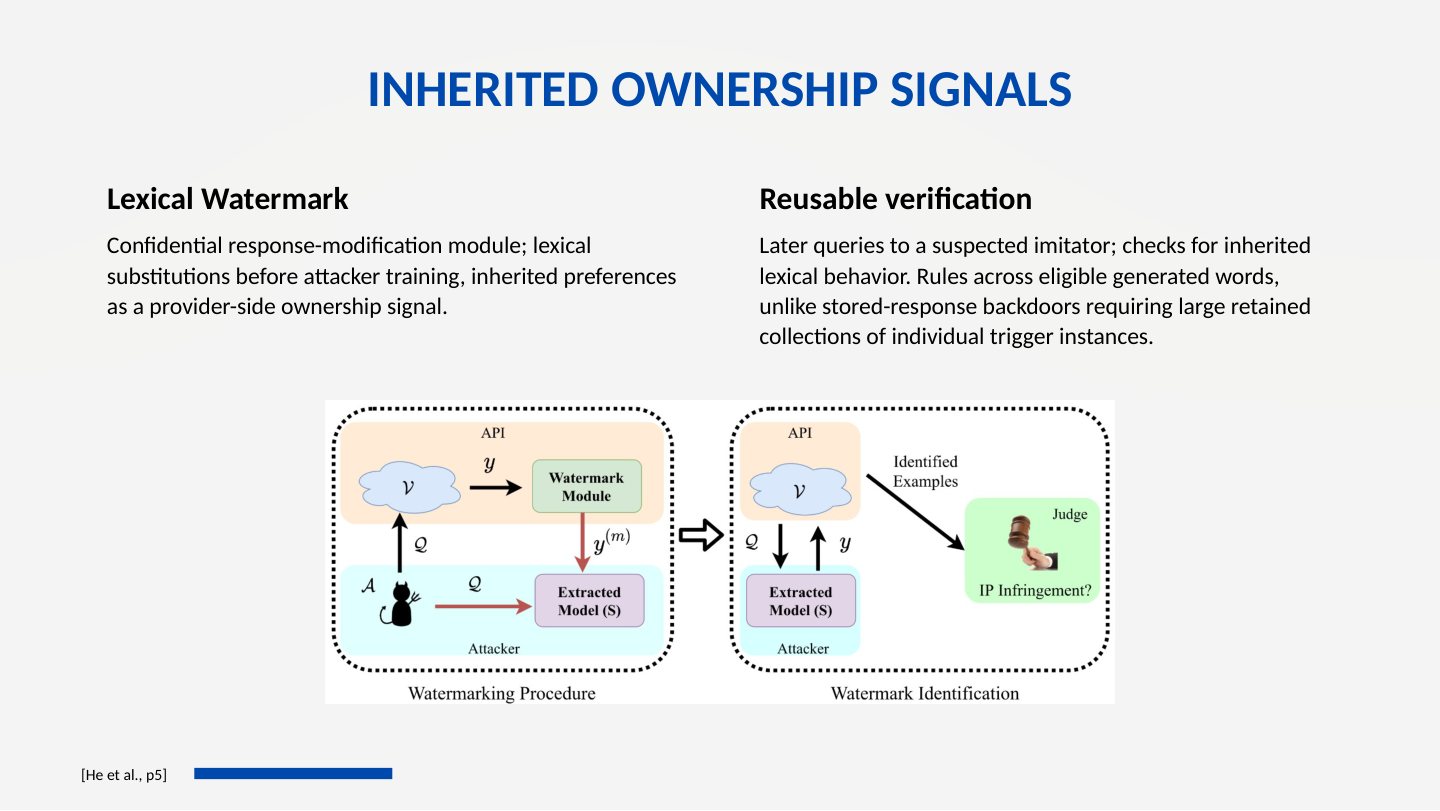 INHERITED OWNERSHIP SIGNALS
Lexical Watermark
Confidential response-modification module; lexical
substitutions before attacker training, inherited preferences
as a provider-side ownership signal.
Reusable verification
Later queries to a suspected imitator; checks for inherited
lexical behavior. Rules across eligible generated words,
unlike stored-response backdoors requiring large retained
collections of individual trigger instances.
API
𝒱
y
Watermark
Module
𝒬
y^(m)
𝒜
𝒬
Extracted
Model (S)
Attacker
Watermarking Procedure
API
𝒱
Identified
Examples
𝒬
y
Extracted
Model (S)
Attacker
Judge
IP Infringement?
Watermark Identification
[He et al., p5]